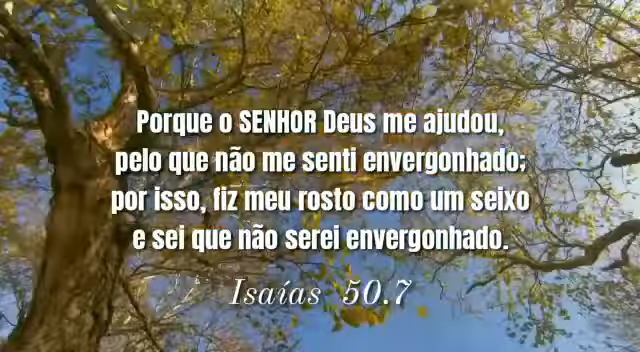 Porque o SENHOR Deus me ajudou,
pelo que não me senti envergonhado;
por isso, fiz meu rosto como um seixo
e sei que não serei envergonhado.
Isaías 50.7